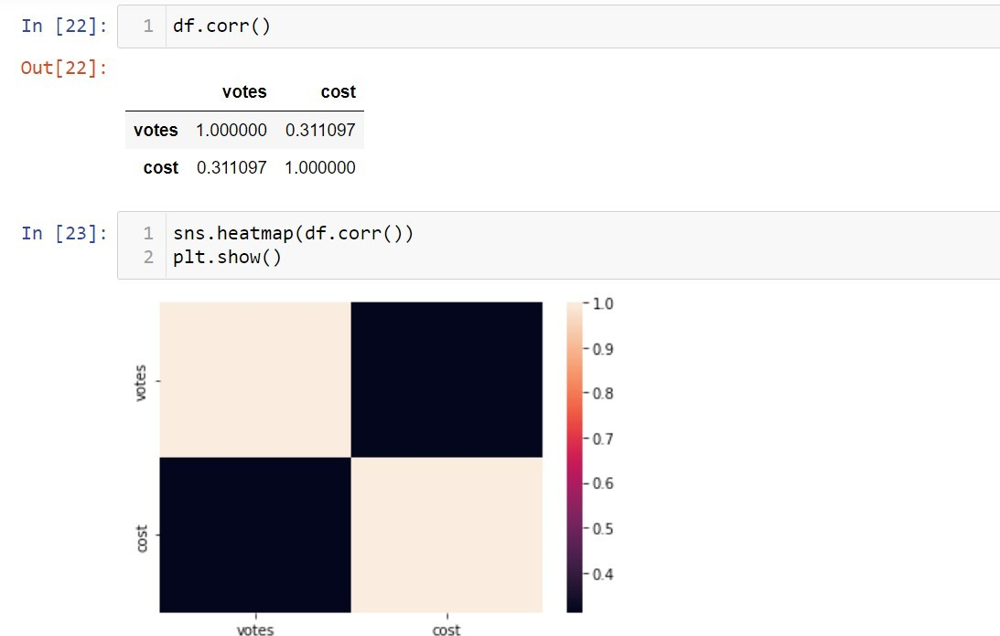 In [22]: 1 df.corr()
Out[22]:
votes cost
votes 1.000000 0.311097
cost 0.311097 1.000000
In [23]: 1 sns.heatmap(df.corr())
2 plt.show()
1.0
0.9
0.8
0.7
0.6
0.5
0.4
votes
cost
votes cost